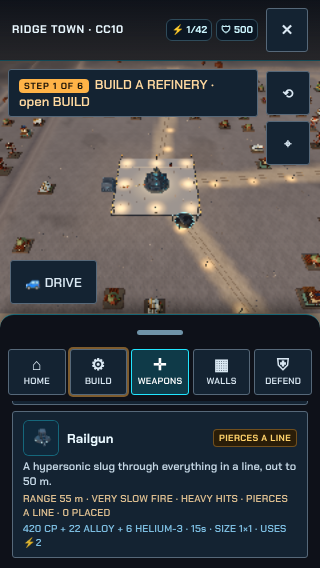 RIDGE TOWN · CC10
⚡ 1/42
🛡 500
✕
STEP 1 OF 6 BUILD A REFINERY ·
open BUILD
🚙 DRIVE
HOME
BUILD
WEAPONS
WALLS
DEFEND
Railgun
PIERCES A LINE
A hypersonic slug through everything in a line, out to
50 m.
RANGE 55 m · VERY SLOW FIRE · HEAVY HITS · PIERCES
A LINE · 0 PLACED
420 CP + 22 ALLOY + 6 HELIUM-3 · 15s · SIZE 1×1 · USES
⚡2